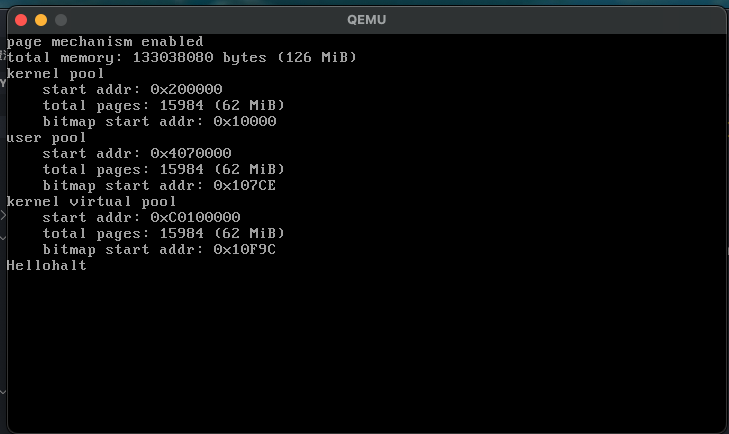 QEMU
page mechanism enabled
total memory: 133038080 bytes (126 MiB)
kernel pool
    start addr: 0x200000
    total pages: 15984 (62 MiB)
    bitmap start addr: 0x10000
user pool
    start addr: 0x4070000
    total pages: 15984 (62 MiB)
    bitmap start addr: 0x107CE
kernel virtual pool
    start addr: 0xC0100000
    total pages: 15984 (62 MiB)
    bitmap start addr: 0x10F9C
Hellohalt